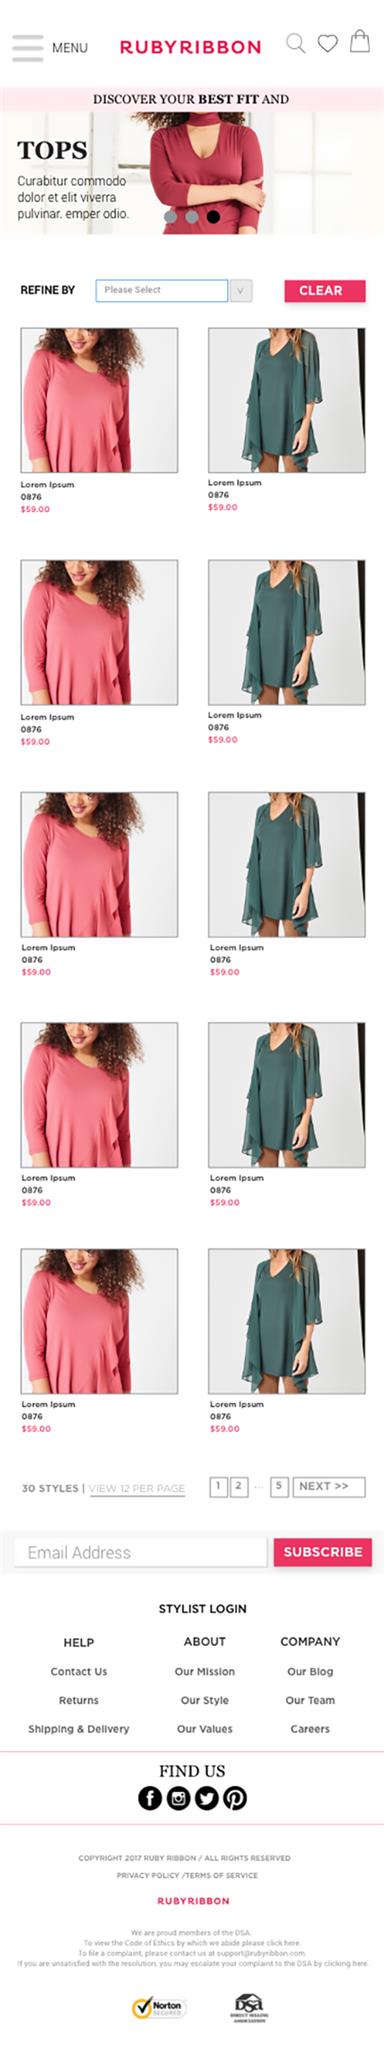 MENU
RUBYRIBBON
DISCOVER YOUR BEST FIT AND
TOPS
Curabitur commodo
dolor et elit viverra
pulvinar. emper odio.
REFINE BY
Please Select
V
CLEAR
Lorem Ipsum
0876
$59.00
Lorem Ipsum
0876
$59.00
Lorem Ipsum
0876
$59.00
Lorem Ipsum
0876
$59.00
Lorem Ipsum
0876
$59.00
Lorem Ipsum
0876
$59.00
Lorem Ipsum
0876
$59.00
Lorem Ipsum
0876
$59.00
Lorem Ipsum
0876
$59.00
Lorem Ipsum
0876
$59.00
30 STYLES | VIEW 12 PER PAGE
1 2 ... 5 NEXT >>
Email Address
SUBSCRIBE
STYLIST LOGIN
HELP
Contact Us
Returns
Shipping & Delivery
ABOUT
Our Mission
Our Style
Our Values
COMPANY
Our Blog
Our Team
Careers
FIND US
COPYRIGHT 2017 RUBY RIBBON / ALL RIGHTS RESERVED
PRIVACY POLICY /TERMS OF SERVICE
RUBYRIBBON
We are proud members of the DSA.
To view the Code of Ethics by which we abide please click here.
To file a complaint, please contact us at support@rubyribbon.com.
If you are unsatisfied with the resolution, you may escalate your complaint to the DSA by clicking here.
Norton
SECURED
DSA
DIRECT SELLING
ASSOCIATION